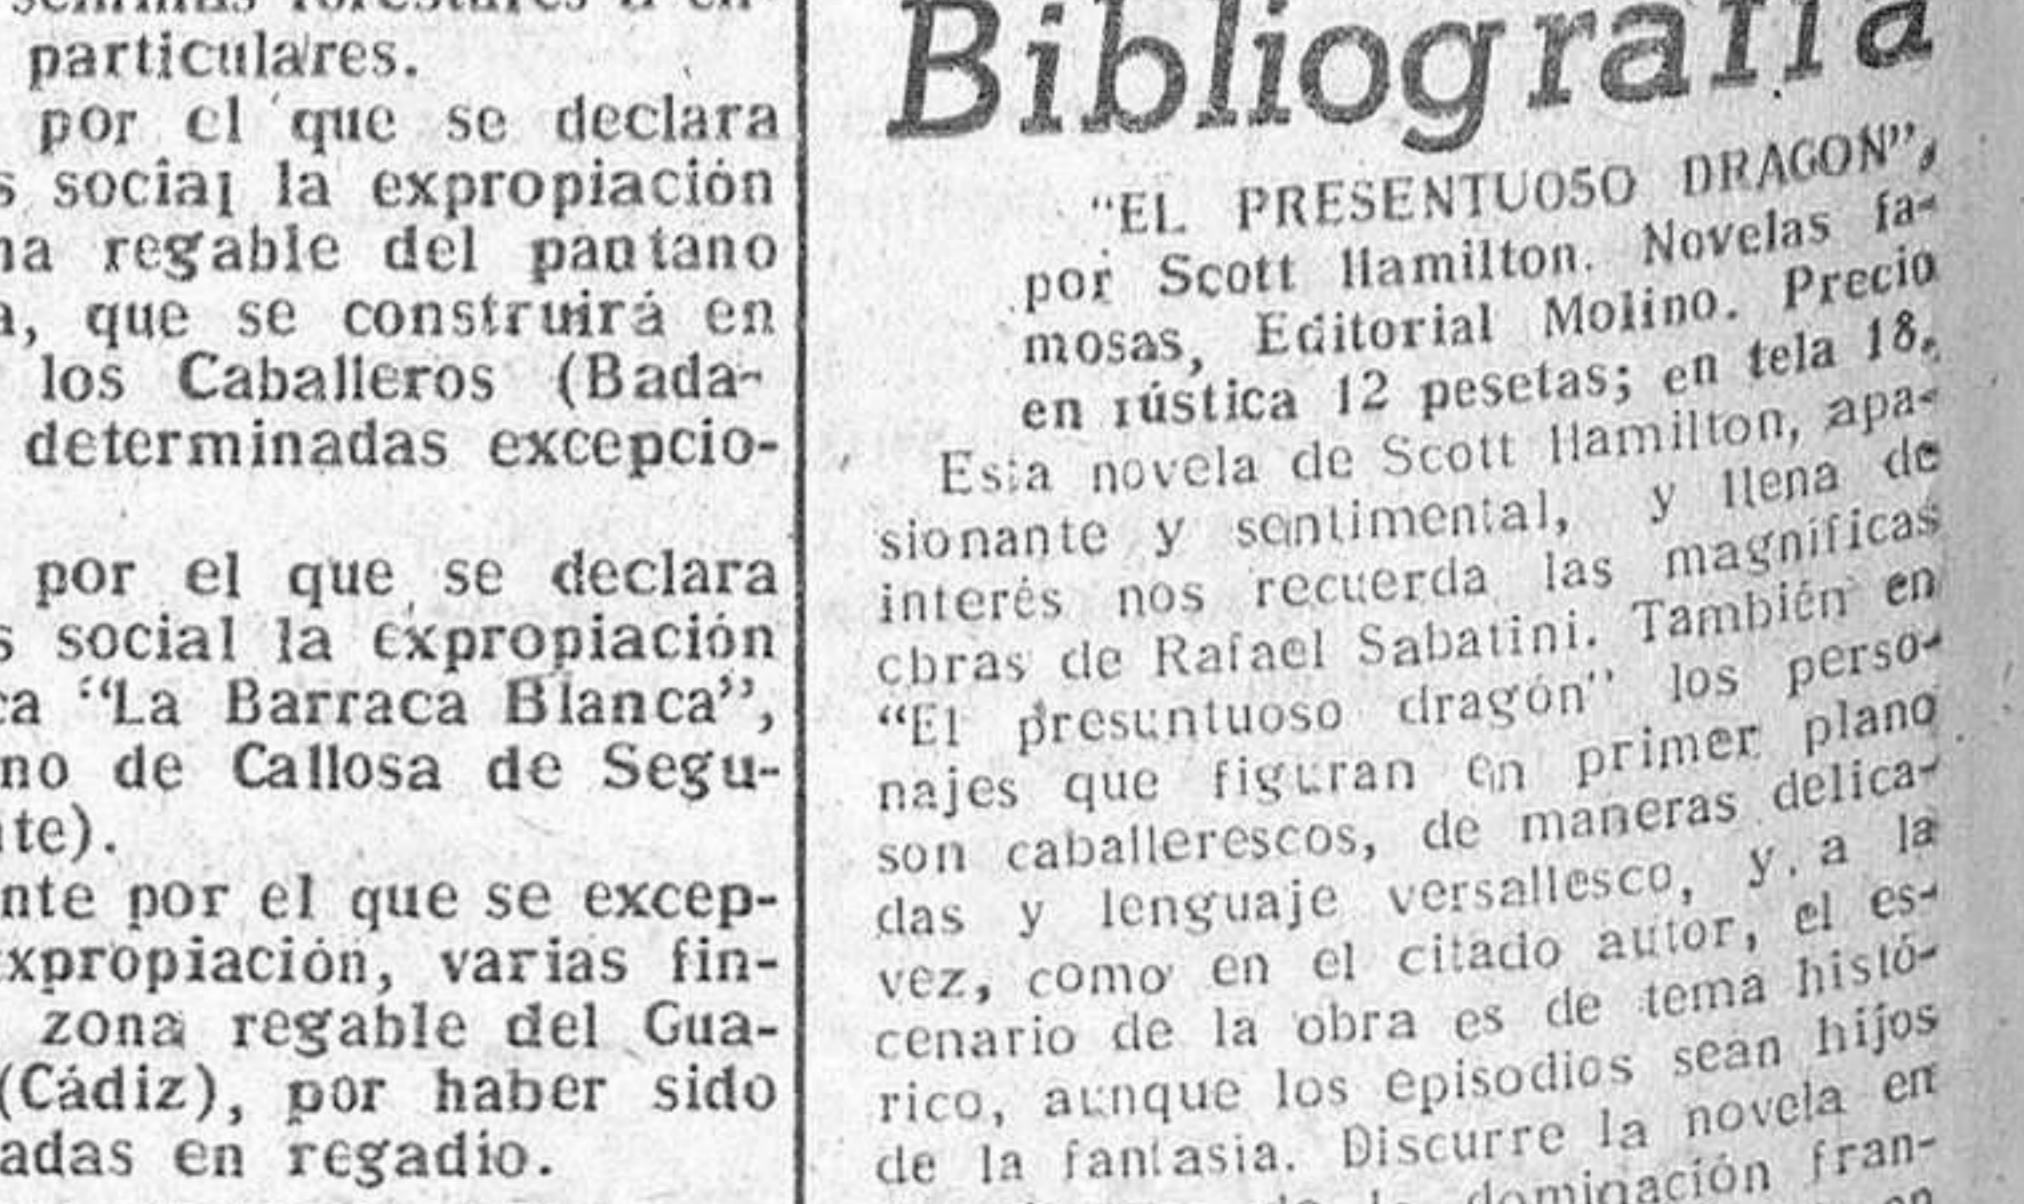 particulares.
por el que se declara
s social la expropiación
na regable del pantano
a, que se construirá en
los Caballeros (Bada-
determinadas excepcio-
por el que se declara
s social la expropiación
ca "La Barraca Blanca",
no de Callosa de Segu-
te).
nte por el que se excep-
xpropiación, varias fin-
zona regable del Gua-
(Cádiz), por haber sido
adas en regadio.
Bibliografía
"EL PRESENTUOSO DRAGON",
por Scott Hamilton. Novelas fa-
mosas, Editorial Molino. Precio
en rústica 12 pesetas; en tela 18.
Esta novela de Scott Hamilton, apa-
sionante y sentimental, y llena de
interés nos recuerda las magníficas
obras de Rafael Sabatini. También en
"El presuntuoso dragón" los perso-
najes que figuran en primer plano
son caballerescos, de maneras delica-
das y lenguaje versallesco, y a la
vez, como en el citado autor, el es-
cenario de la obra es de tema histó-
rico, aunque los episodios sean hijos
de la fantasia. Discurre la novela en
dominación fran-